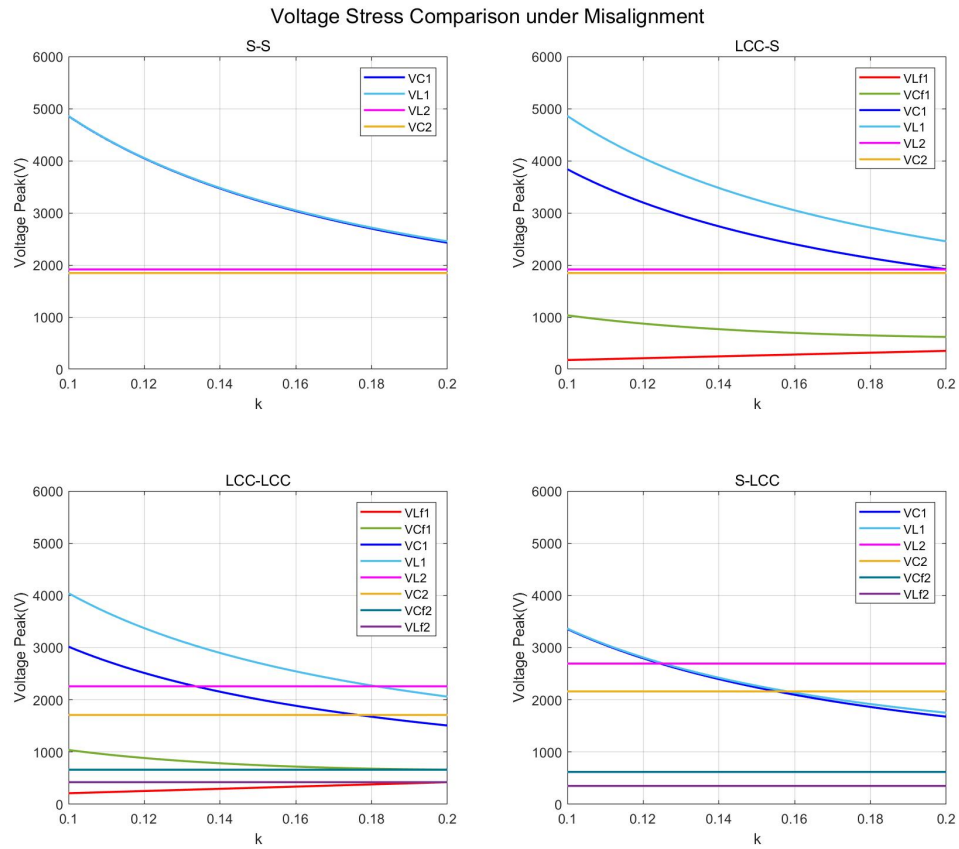 Voltage Stress Comparison under Misalignment
S-S
6000
5000
4000
3000
2000
1000
0
Voltage Peak(V)
0.1 0.12 0.14 0.16 0.18 0.2
k
VC1
VL1
VL2
VC2
LCC-S
6000
5000
4000
3000
2000
1000
0
Voltage Peak(V)
0.1 0.12 0.14 0.16 0.18 0.2
k
VLf1
VCf1
VC1
VL1
VL2
VC2
LCC-LCC
6000
5000
4000
3000
2000
1000
0
Voltage Peak(V)
0.1 0.12 0.14 0.16 0.18 0.2
k
VLf1
VCf1
VC1
VL1
VL2
VC2
VCf2
VLf2
S-LCC
6000
5000
4000
3000
2000
1000
0
Voltage Peak(V)
0.1 0.12 0.14 0.16 0.18 0.2
k
VC1
VL1
VL2
VC2
VCf2
VLf2